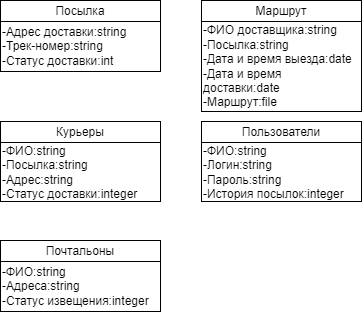 Посылка
-Адрес доставки:string
-Трек-номер:string
-Статус доставки:int
Маршрут
-ФИО доставщика:string
-Посылка:string
-Дата и время выезда:date
-Дата и время
доставки:date
-Маршрут:file
Курьеры
-ФИО:string
-Посылка:string
-Адрес:string
-Статус доставки:integer
Пользователи
-ФИО:string
-Логин:string
-Пароль:string
-История посылок:integer
Почтальоны
-ФИО:string
-Адреса:string
-Статус извещения:integer